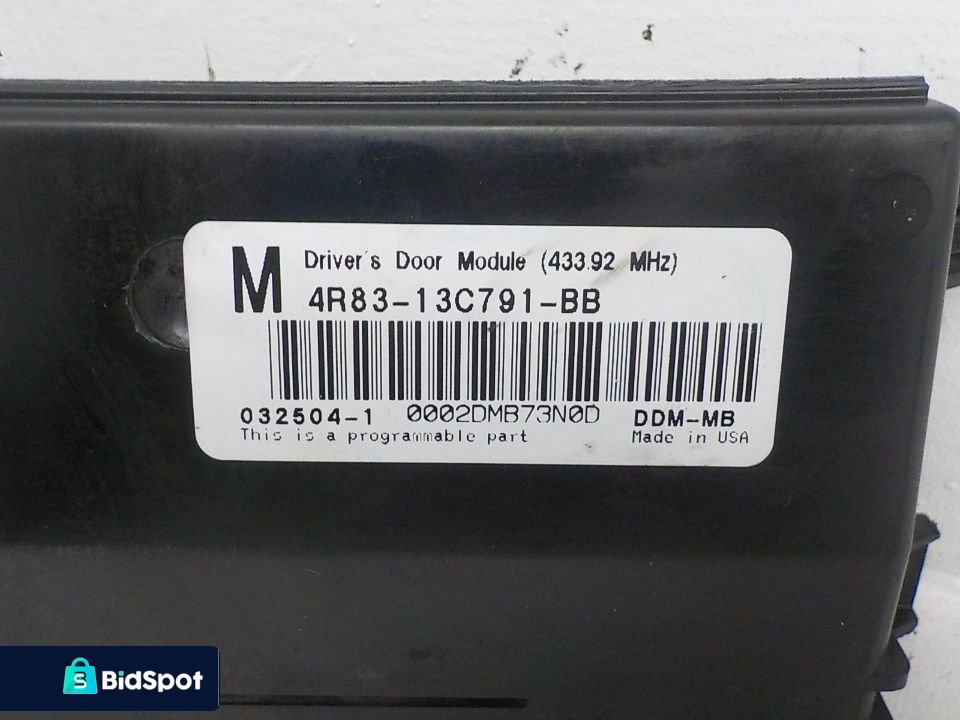 M
Driver's Door Module (433.92 MHz)
4R83-13C791-BB
032504-1 0002DMB73N0D DDM-MB
This is a programmable part Made in USA
S BidSpot